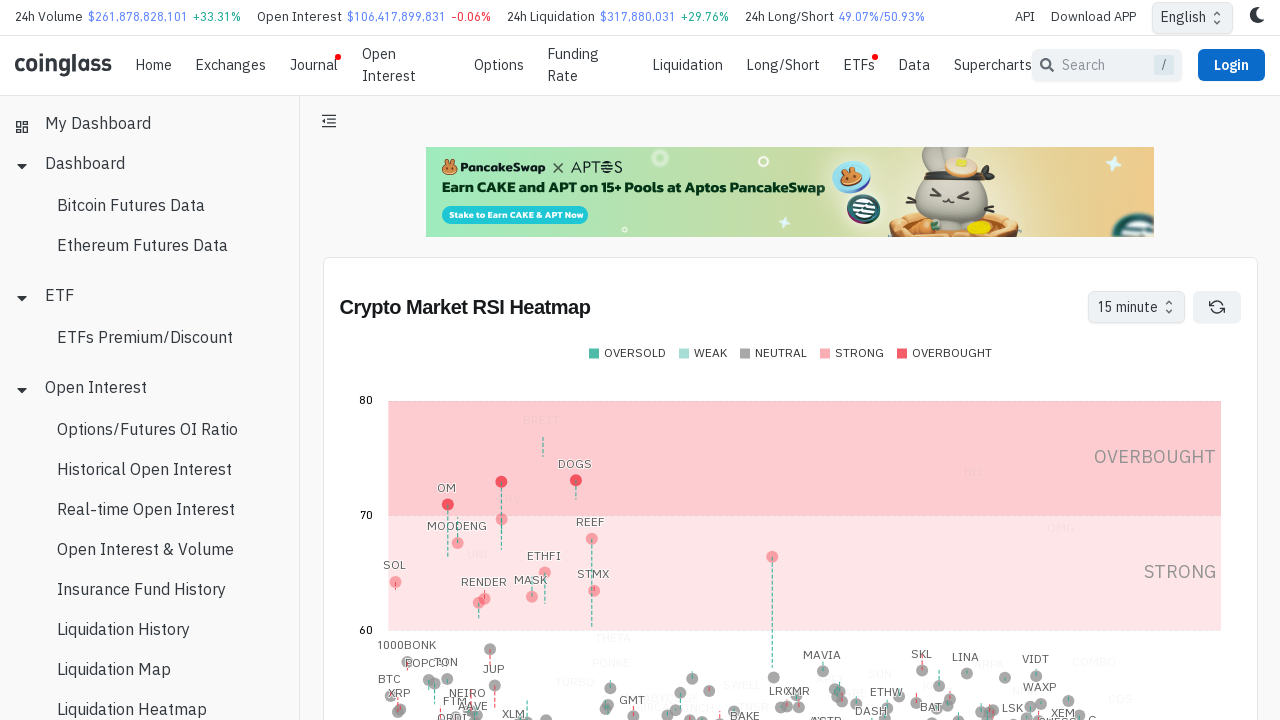 24h Volume $261,878,828,101 +33.31% Open Interest $106,417,899,831 -0.06% 24h Liquidation $317,880,031 +29.76% 24h Long/Short 49.07%/50.93% API Download APP English
coinglass Home Exchanges Journal Open Interest Options Funding Rate Liquidation Long/Short ETFs Data Supercharts Search / Login
My Dashboard
Dashboard
Bitcoin Futures Data
Ethereum Futures Data
ETF
ETFs Premium/Discount
Open Interest
Options/Futures OI Ratio
Historical Open Interest
Real-time Open Interest
Open Interest & Volume
Insurance Fund History
Liquidation History
Liquidation Map
Liquidation Heatmap
PancakeSwap X APTOS
Earn CAKE and APT on 15+ Pools at Aptos PancakeSwap
Stake to Earn CAKE & APT Now
Crypto Market RSI Heatmap
15 minute
OVERSOLD WEAK NEUTRAL STRONG OVERBOUGHT
80
BRETT
OVERBOUGHT
DOGS
OM
70
REEF
MOODENG
ETHFI
SOL
STRONG
STMX
MASK
RENDER
60
THETA
1000BONK
MAVIA
SKL
LINA
VIDT
COMBO
POPCAT
TON
PONKE
JUP
BTC
TURBO
SUN
SWELL
WAXP
XRP
NEIRO
LRC
XMR
ETHW
GMT
FTM
AAVE
BAT
LSK
DASH
XEM
XLM
BAKE